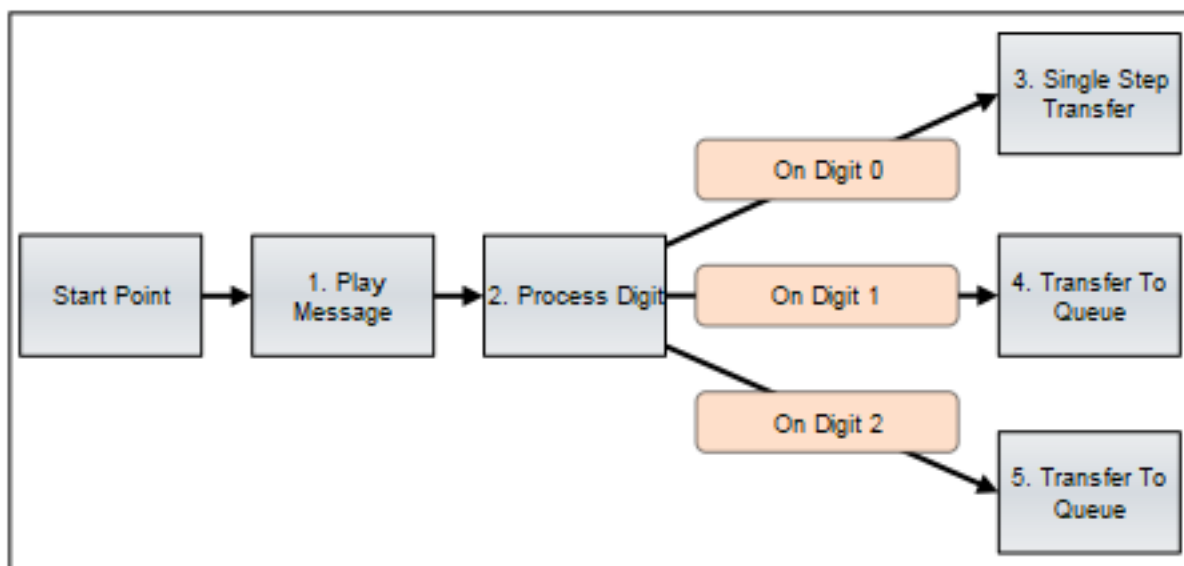 3. Single Step
Transfer
On Digit 0
Start Point
1. Play
Message
2. Process Digit
On Digit 1
4. Transfer To
Queue
On Digit 2
5. Transfer To
Queue